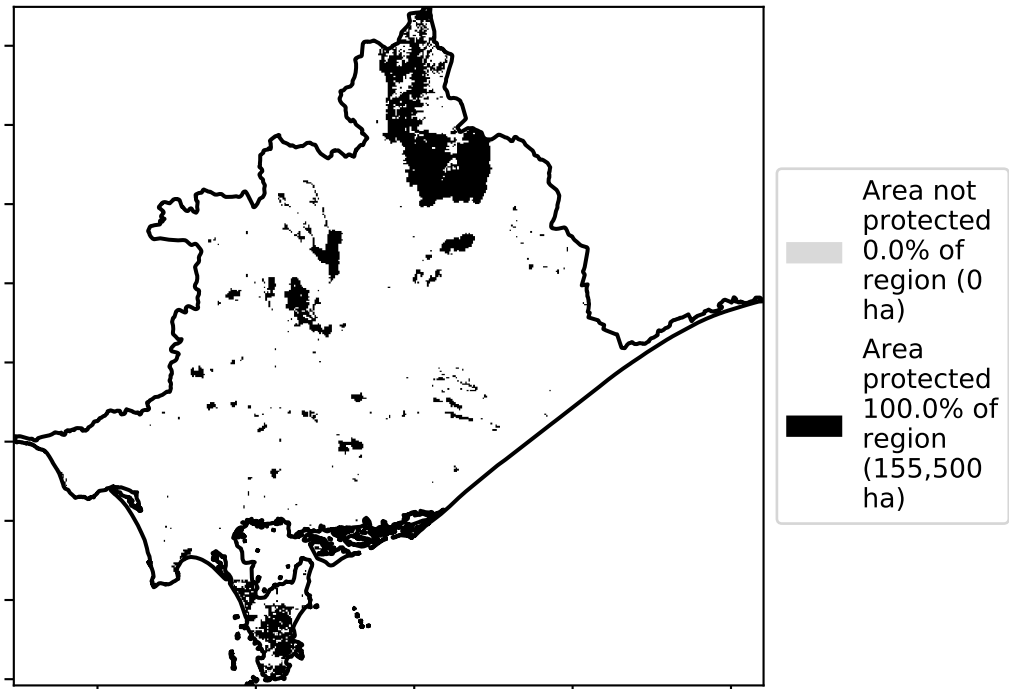 Area not
protected
0.0% of
region (0
ha)
Area
protected
100.0% of
region
(155,500
ha)